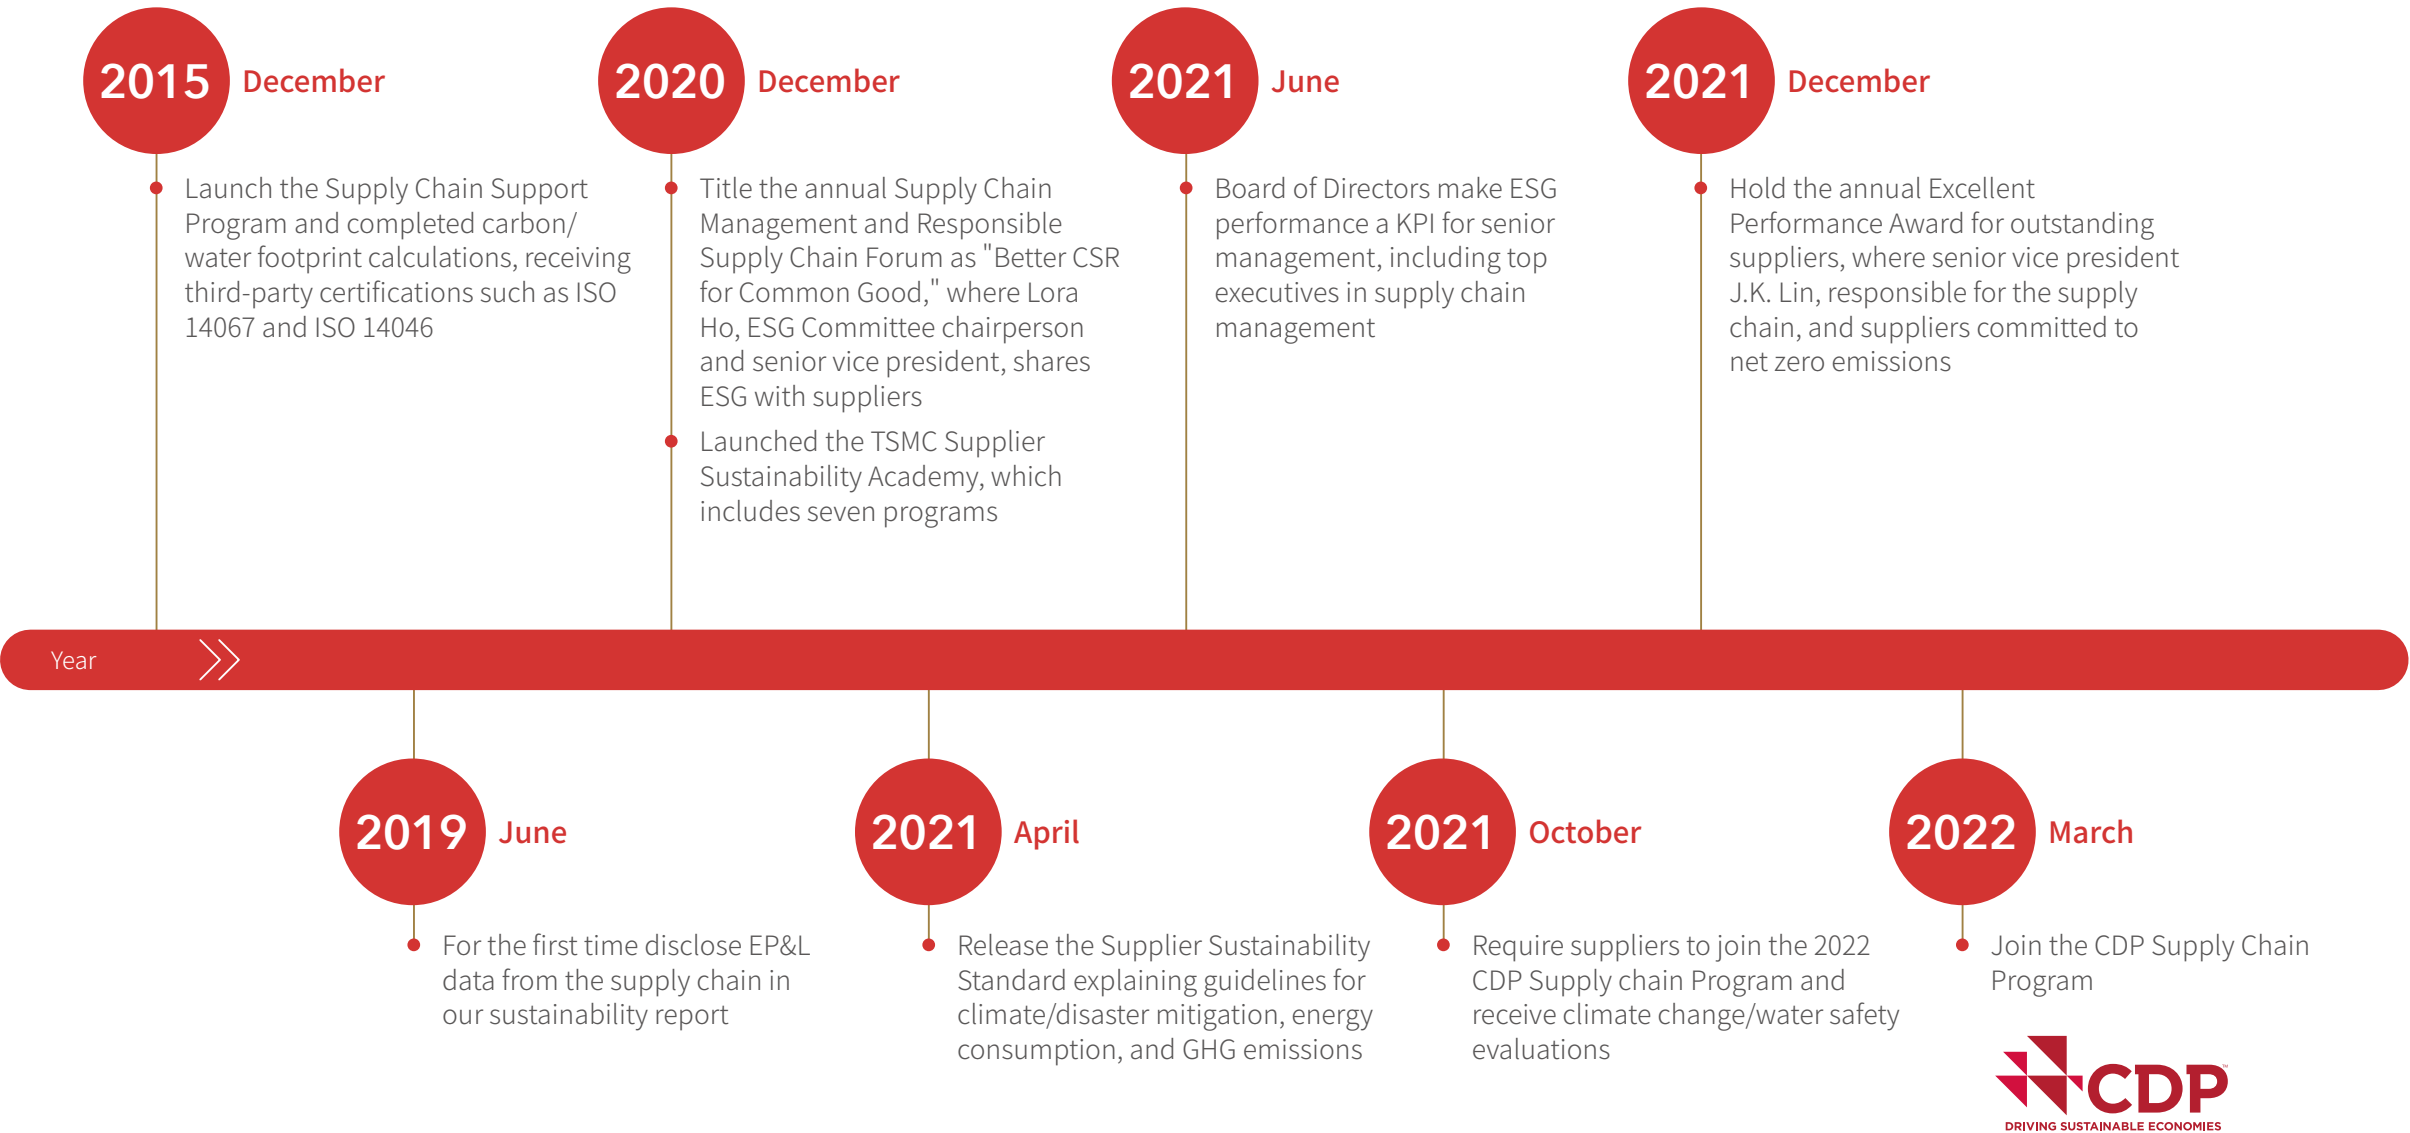 2015 December
Launch the Supply Chain Support
Program and completed carbon/
water footprint calculations, receiving
third-party certifications such as ISO
14067 and ISO 14046
2020 December
Title the annual Supply Chain
Management and Responsible
Supply Chain Forum as "Better CSR
for Common Good," where Lora
Ho, ESG Committee chairperson
and senior vice president, shares
ESG with suppliers
Launched the TSMC Supplier
Sustainability Academy, which
includes seven programs
2021 June
Board of Directors make ESG
performance a KPI for senior
management, including top
executives in supply chain
management
2021 December
Hold the annual Excellent
Performance Award for outstanding
suppliers, where senior vice president
J.K. Lin, responsible for the supply
chain, and suppliers committed to
net zero emissions
Year
2019 June
For the first time disclose EP&L
data from the supply chain in
our sustainability report
2021 April
Release the Supplier Sustainability
Standard explaining guidelines for
climate/disaster mitigation, energy
consumption, and GHG emissions
2021 October
Require suppliers to join the 2022
CDP Supply chain Program and
receive climate change/water safety
evaluations
2022 March
Join the CDP Supply Chain
Program
CDP
DRIVING SUSTAINABLE ECONOMIES